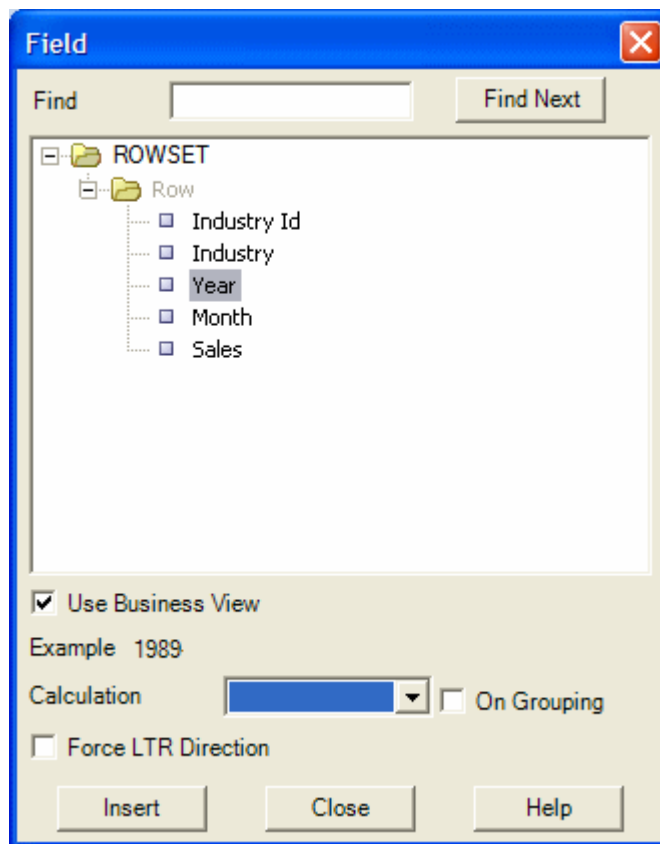 Field
Find Find Next
ROWSET
Row
Industry Id
Industry
Year
Month
Sales
Use Business View
Example 1989
Calculation On Grouping
Force LTR Direction
Insert Close Help